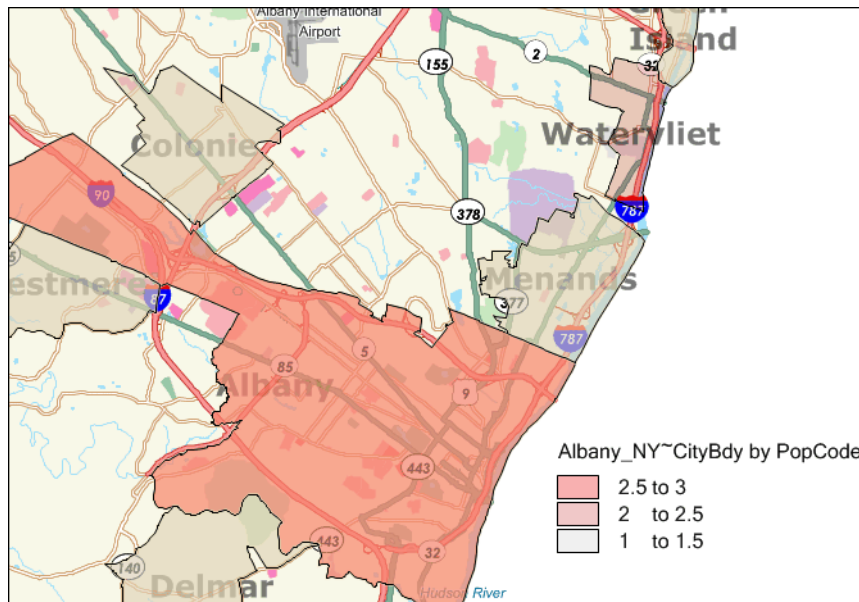 Albany International
Airport
Green
Island
155
2
32
Watervliet
Colonie
90
378
787
estmere
5
87
Menands
377
787
5
85
Albany
9
443
Albany_NY~CityBdy by PopCode
2.5 to 3
2 to 2.5
1 to 1.5
443
32
140
Delmar
Hudson River